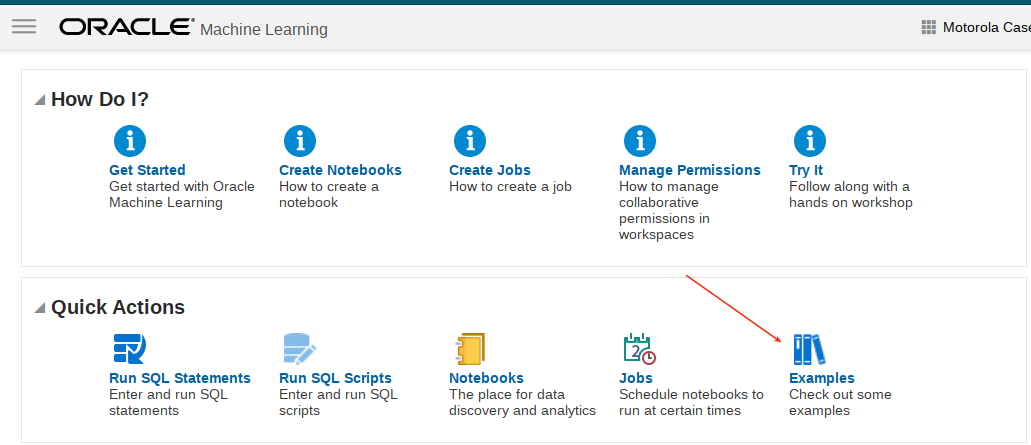 ORACLE® Machine Learning
Motorola Case
How Do I?
Get Started
Get started with Oracle
Machine Learning
Create Notebooks
How to create a
notebook
Create Jobs
How to create a job
Manage Permissions
How to manage
collaborative
permissions in
workspaces
Try It
Follow along with a
hands on workshop
Quick Actions
Run SQL Statements
Enter and run SQL
statements
Run SQL Scripts
Enter and run SQL
scripts
Notebooks
The place for data
discovery and analytics
2
Jobs
Schedule notebooks to
run at certain times
Examples
Check out some
examples